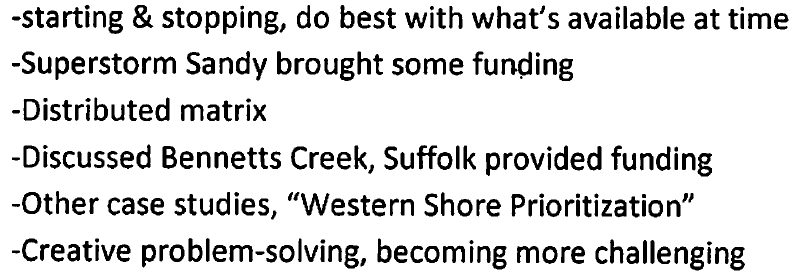 -starting & stopping, do best with what's available at time
-Superstorm Sandy brought some funding
-Distributed matrix
-Discussed Bennetts Creek, Suffolk provided funding
-Other case studies, “Western Shore Prioritization”
-Creative problem-solving, becoming more challenging